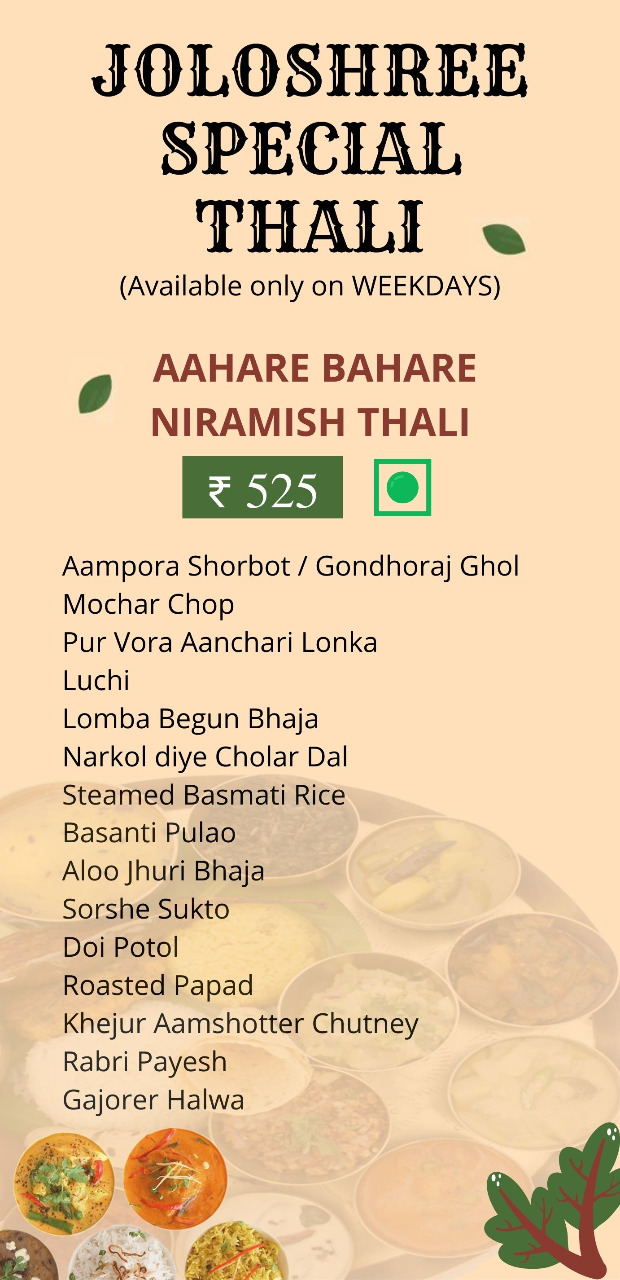 JOLOSHREE
SPECIAL
THALI
(Available only on WEEKDAYS)
AAHARE BAHARE
NIRAMISH THALI
₹ 525
Aampora Shorbot / Gondhoraj Ghol
Mochar Chop
Pur Vora Aanchari Lonka
Luchi
Lomba Begun Bhaja
Narkol diye Cholar Dal
Steamed Basmati Rice
Basanti Pulao
Aloo Jhuri Bhaja
Sorshe Sukto
Doi Potol
Roasted Papad
Khejur Aamshotter Chutney
Rabri Payesh
Gajorer Halwa